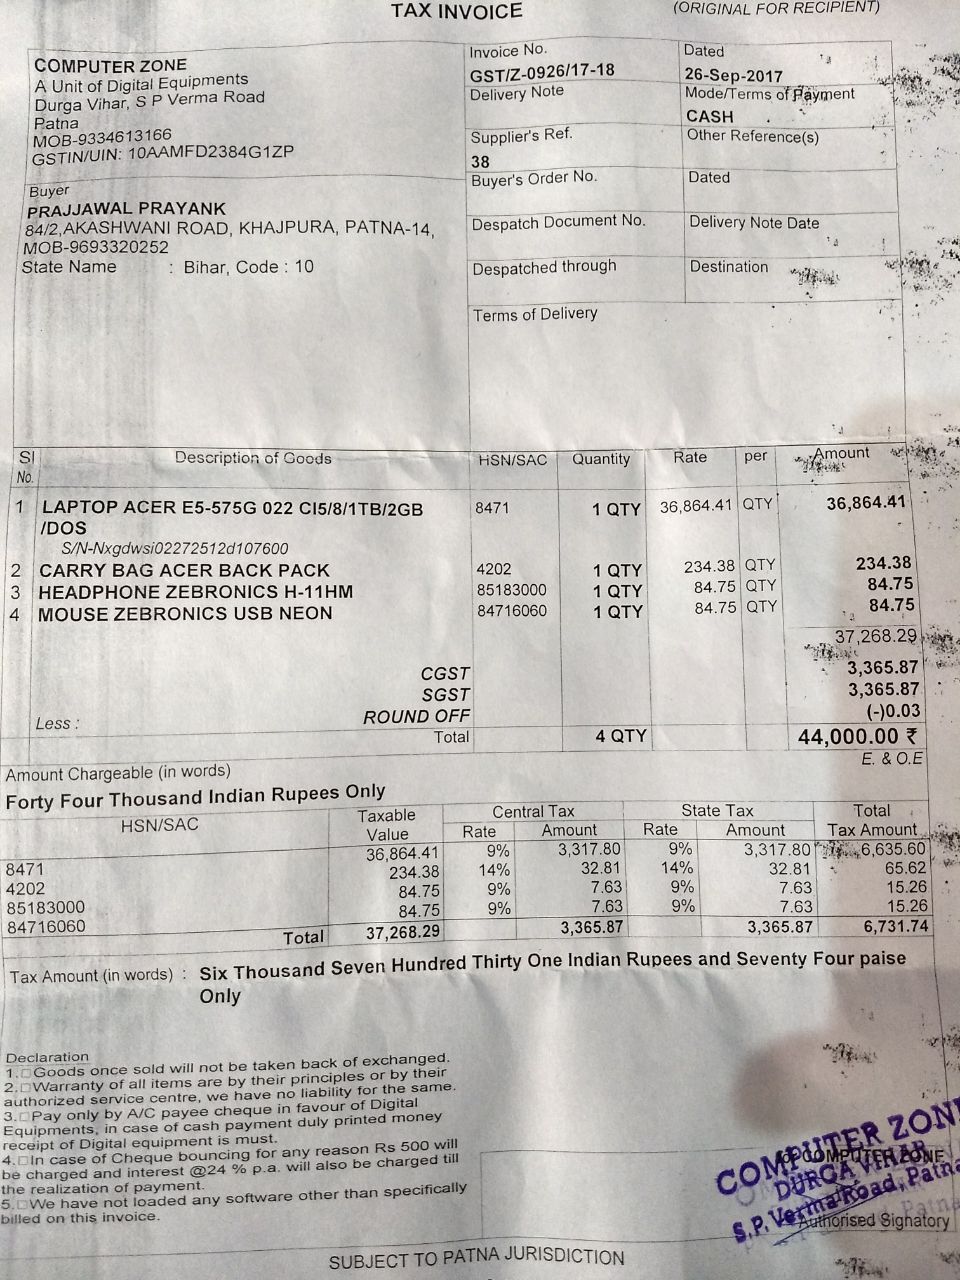 TAX INVOICE
(ORIGINAL FOR RECIPIENT)
COMPUTER ZONE
A Unit of Digital Equipments
Durga Vihar, S P Verma Road
Patna
MOB-9334613166
GSTIN/UIN: 10AAMFD2384G1ZP
Invoice No.
GST/Z-0926/17-18
Dated
26-Sep-2017
Delivery Note
Mode/Terms of Payment
CASH
Supplier's Ref.
38
Other Reference(s)
Buyer
PRAJJAWAL PRAYANK
84/2,AKASHWANI ROAD, KHAJPURA, PATNA-14,
MOB-9693320252
State Name : Bihar, Code : 10
Buyer's Order No.
Dated
Despatch Document No.
Delivery Note Date
Despatched through
Destination
Terms of Delivery
Sl No. Description of Goods HSN/SAC Quantity Rate per Amount
1 LAPTOP ACER E5-575G 022 CI5/8/1TB/2GB 8471 1 QTY 36,864.41 QTY 36,864.41
/DOS
S/N-Nxgdwsi02272512d107600
2 CARRY BAG ACER BACK PACK 4202 1 QTY 234.38 QTY 234.38
3 HEADPHONE ZEBRONICS H-11HM 85183000 1 QTY 84.75 QTY 84.75
4 MOUSE ZEBRONICS USB NEON 84716060 1 QTY 84.75 QTY 84.75
37,268.29
CGST 3,365.87
SGST 3,365.87
Less : ROUND OFF (-)0.03
Total 4 QTY 44,000.00 ₹
Amount Chargeable (in words) E. & O.E
Forty Four Thousand Indian Rupees Only
HSN/SAC Taxable Value Central Tax State Tax Total Tax Amount
Rate Amount Rate Amount
8471 36,864.41 9% 3,317.80 9% 3,317.80 6,635.60
4202 234.38 14% 32.81 14% 32.81 65.62
85183000 84.75 9% 7.63 9% 7.63 15.26
84716060 84.75 9% 7.63 9% 7.63 15.26
Total 37,268.29 3,365.87 3,365.87 6,731.74
Tax Amount (in words) : Six Thousand Seven Hundred Thirty One Indian Rupees and Seventy Four paise
Only
Declaration
1.□Goods once sold will not be taken back of exchanged.
2.□Warranty of all items are by their principles or by their
authorized service centre, we have no liability for the same.
3.□Pay only by A/C payee cheque in favour of Digital
Equipments, in case of cash payment duly printed money
receipt of Digital equipment is must.
4.□In case of Cheque bouncing for any reason Rs 500 will
be charged and interest @24 % p.a. will also be charged till
the realization of payment.
5.□We have not loaded any software other than specifically
billed on this invoice.
COMPUTER ZONE
DURGA VIHAR
S.P. Verma Road, Patna
COMPUTER ZONE
Authorised Signatory
SUBJECT TO PATNA JURISDICTION